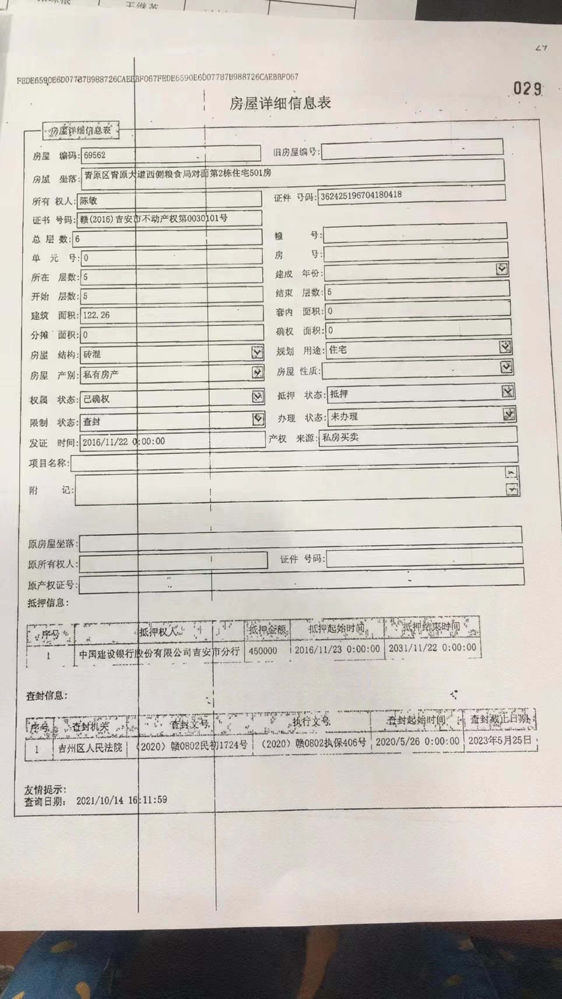 王继英
29
FEDE6590E6D077B7B988726CAEEBF067FEDE6590E6D077B7B988726CAEBBF067
029
房屋详细信息表
房屋详细信息表
房屋 编码: 69562 旧房屋编号:
房屋 坐落: 青原区青原大道西侧粮食局对面第2栋住宅501房
所有 权人: 陈敏 证件 号码: 362425196704180418
证书 号码: 赣(2016)吉安市不动产权第0030101号
总 层 数: 6 幢 号:
单 元 号: 0 房 号:
所在 层数: 5 建成 年份:
开始 层数: 5 结束 层数: 5
建筑 面积: 122.26 套内 面积: 0
分摊 面积: 0 确权 面积: 0
房屋 结构: 砖混 规划 用途: 住宅
房屋 产别: 私有房产 房屋 性质:
权属 状态: 已确权 抵押 状态: 抵押
限制 状态: 查封 办理 状态: 未办理
发证 时间: 2016/11/22 0:00:00 产权 来源: 私房买卖
项目名称:
附 记:
原房屋坐落:
原所有权人: 证件 号码:
原产权证号:
抵押信息:
序号 抵押权人 抵押金额 抵押起始时间 抵押结束时间
1 中国建设银行股份有限公司吉安市分行 450000 2016/11/23 0:00:00 2031/11/22 0:00:00
查封信息:
序号 查封机关 查封文号 执行文号 查封起始时间 查封截止日期
1 吉州区人民法院 (2020）赣0802民初1724号 （2020）赣0802执保406号 2020/5/26 0:00:00 2023年5月25日
友情提示:
查询日期: 2021/10/14 16:11:59